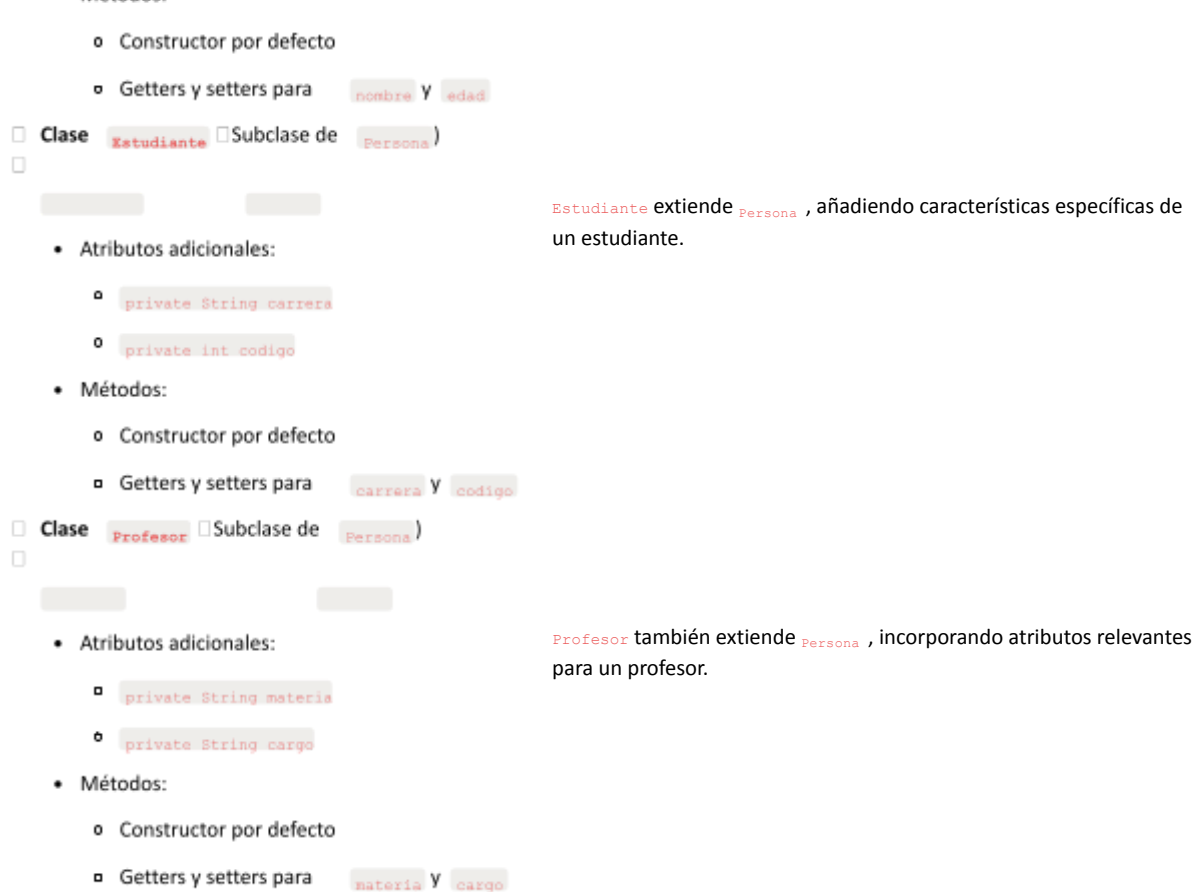 Métodos:
Constructor por defecto
Getters y setters para nombre y edad
Clase Estudiante Subclase de Persona)
Estudiante extiende Persona , añadiendo características específicas de
un estudiante.
Atributos adicionales:
private String carrera
private int codigo
Métodos:
Constructor por defecto
Getters y setters para carrera y codigo
Clase Profesor Subclase de Persona)
Profesor también extiende Persona , incorporando atributos relevantes
para un profesor.
Atributos adicionales:
private String materia
private String cargo
Métodos:
Constructor por defecto
Getters y setters para materia y cargo